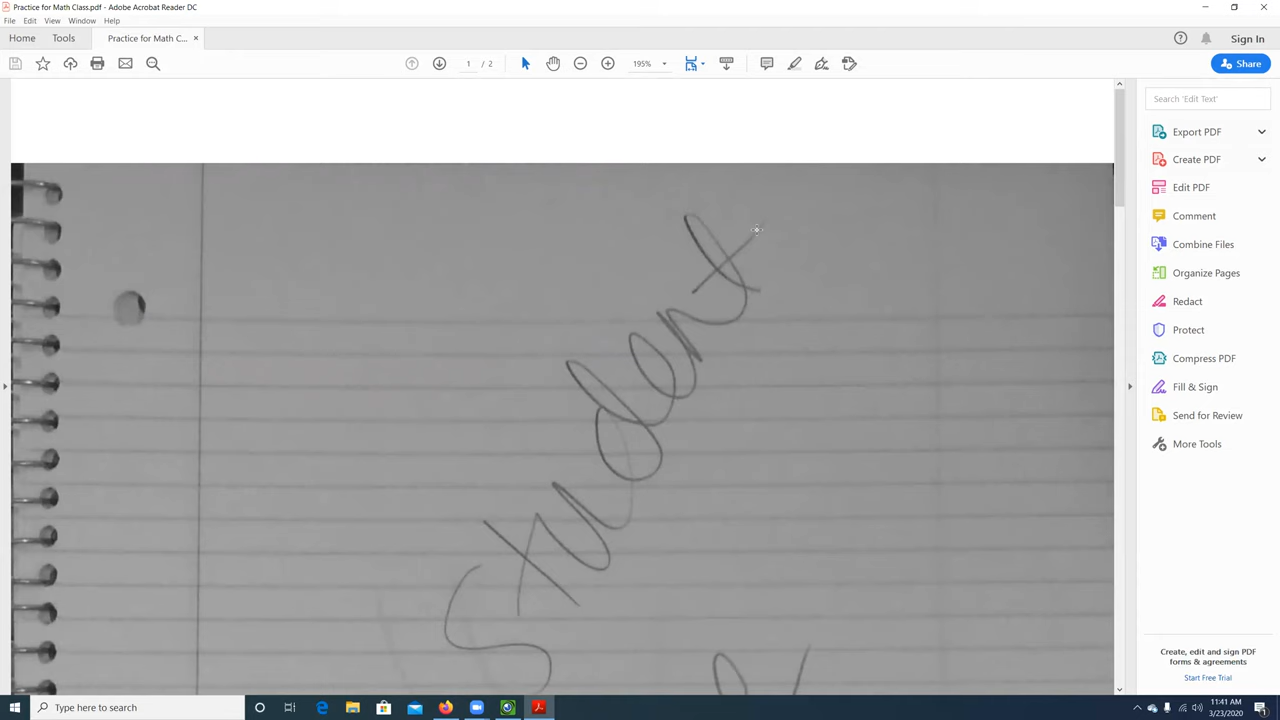 Practice for Math Class.pdf - Adobe Acrobat Reader DC
File Edit View Window Help
Home Tools Practice for Math C... × Sign In
1 / 2 195% Share
Search 'Edit Text'
Export PDF
Create PDF
Edit PDF
Comment
Combine Files
Organize Pages
Redact
Protect
Compress PDF
Fill & Sign
Send for Review
More Tools
Student
Create, edit and sign PDF
forms & agreements
Start Free Trial
Type here to search
11:41 AM
3/23/2020